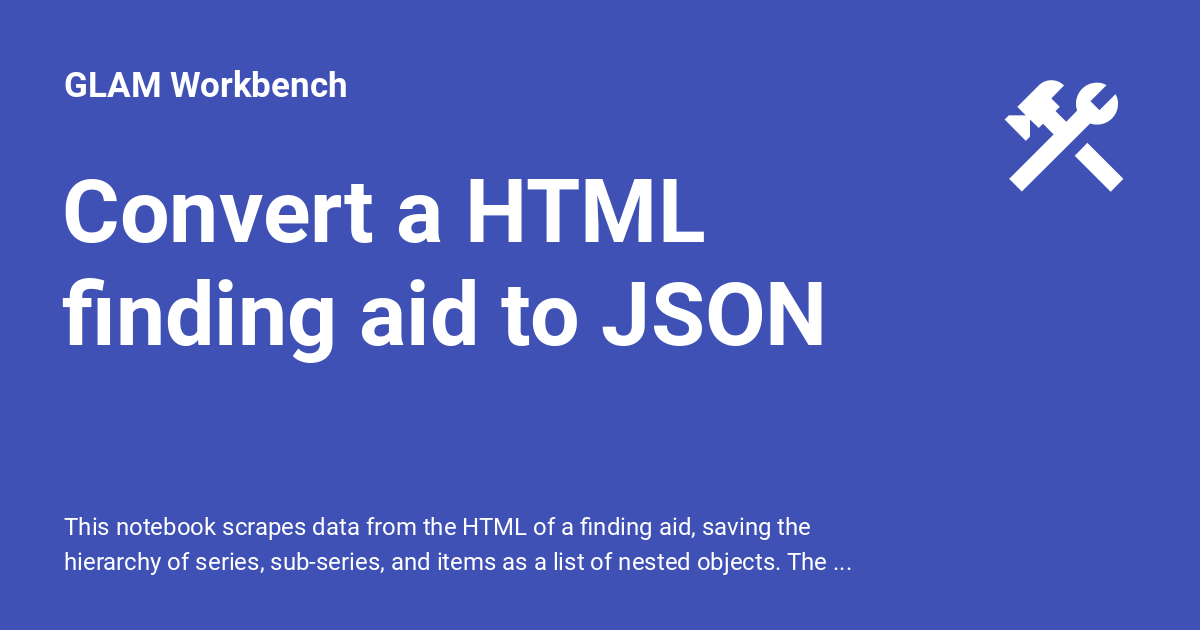 GLAM Workbench
Convert a HTML
finding aid to JSON
This notebook scrapes data from the HTML of a finding aid, saving the
hierarchy of series, sub-series, and items as a list of nested objects. The ...